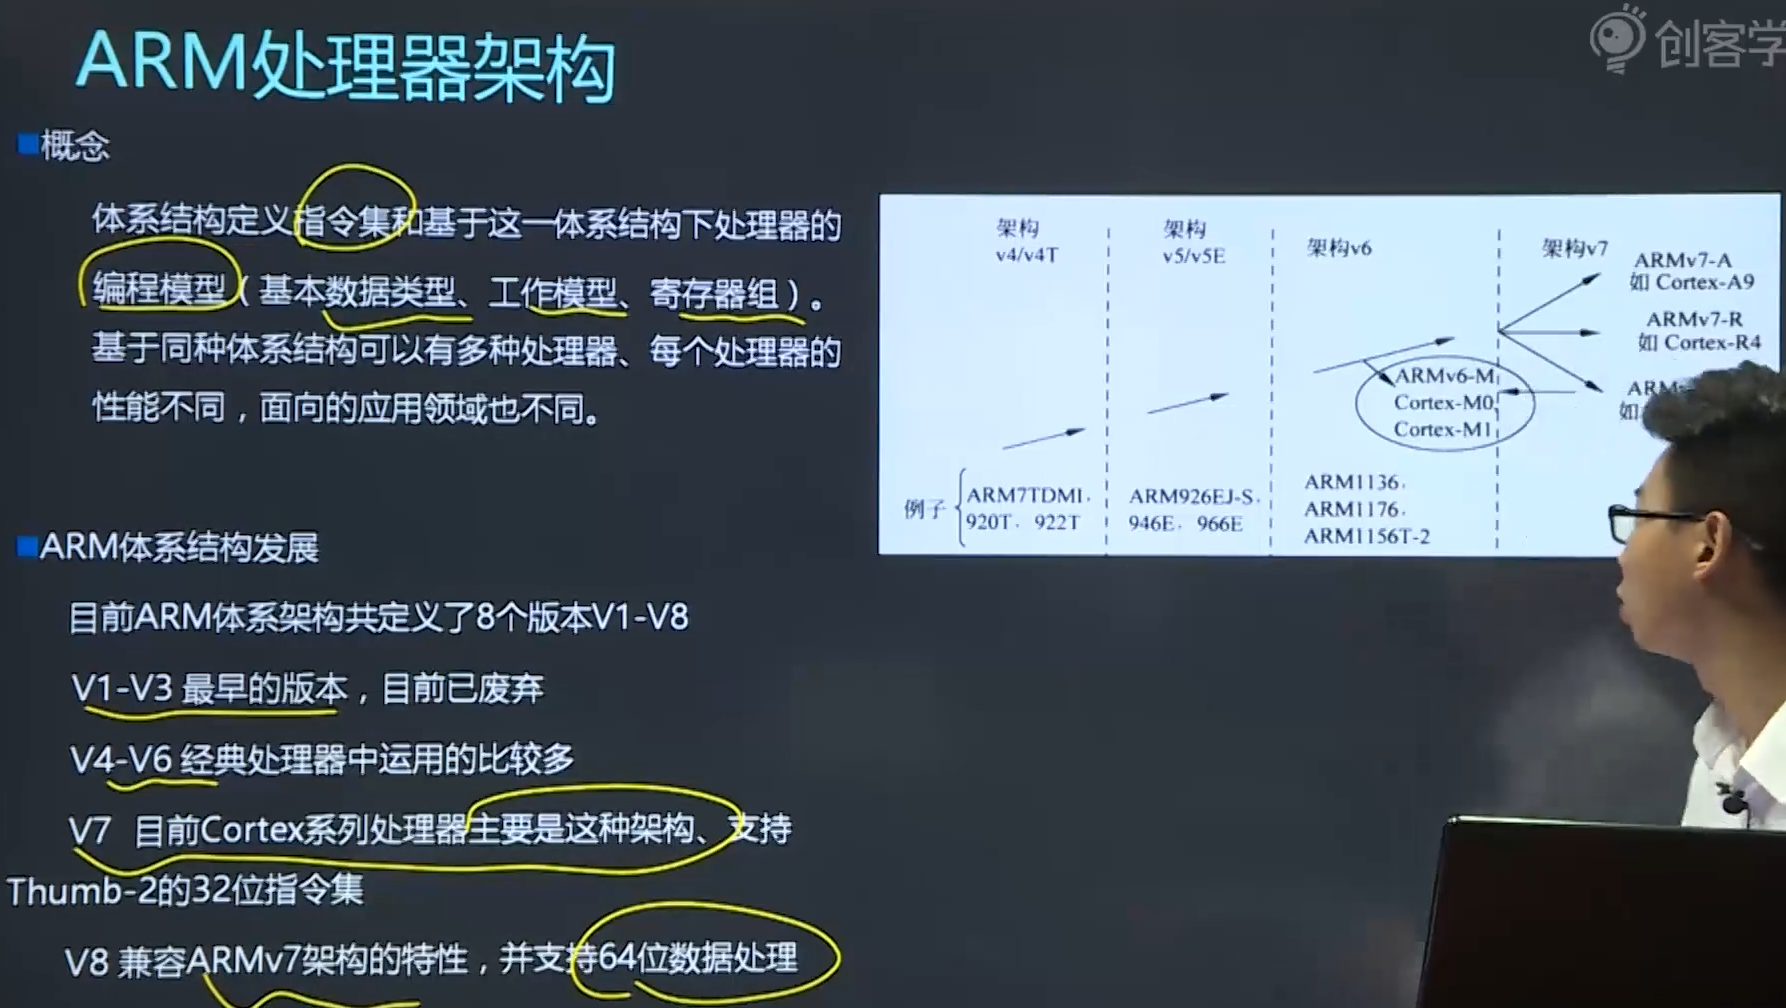 ARM处理器架构
创客学
概念
体系结构定义指令集和基于这一体系结构下处理器的
编程模型（基本数据类型、工作模型、寄存器组）。
基于同种体系结构可以有多种处理器、每个处理器的
性能不同，面向的应用领域也不同。
架构
v4/v4T
架构
v5/v5E
架构v6
架构v7
ARMv7-A
如 Cortex-A9
ARMv7-R
如 Cortex-R4
ARMv6-M,
Cortex-M0,
Cortex-M1
如
例子
ARM7TDMI,
920T, 922T
ARM926EJ-S,
946E, 966E
ARM1136,
ARM1176,
ARM1156T-2
ARM体系结构发展
目前ARM体系架构共定义了8个版本V1-V8
V1-V3 最早的版本，目前已废弃
V4-V6 经典处理器中运用的比较多
V7 目前Cortex系列处理器主要是这种架构、支持
Thumb-2的32位指令集
V8 兼容ARMv7架构的特性，并支持64位数据处理